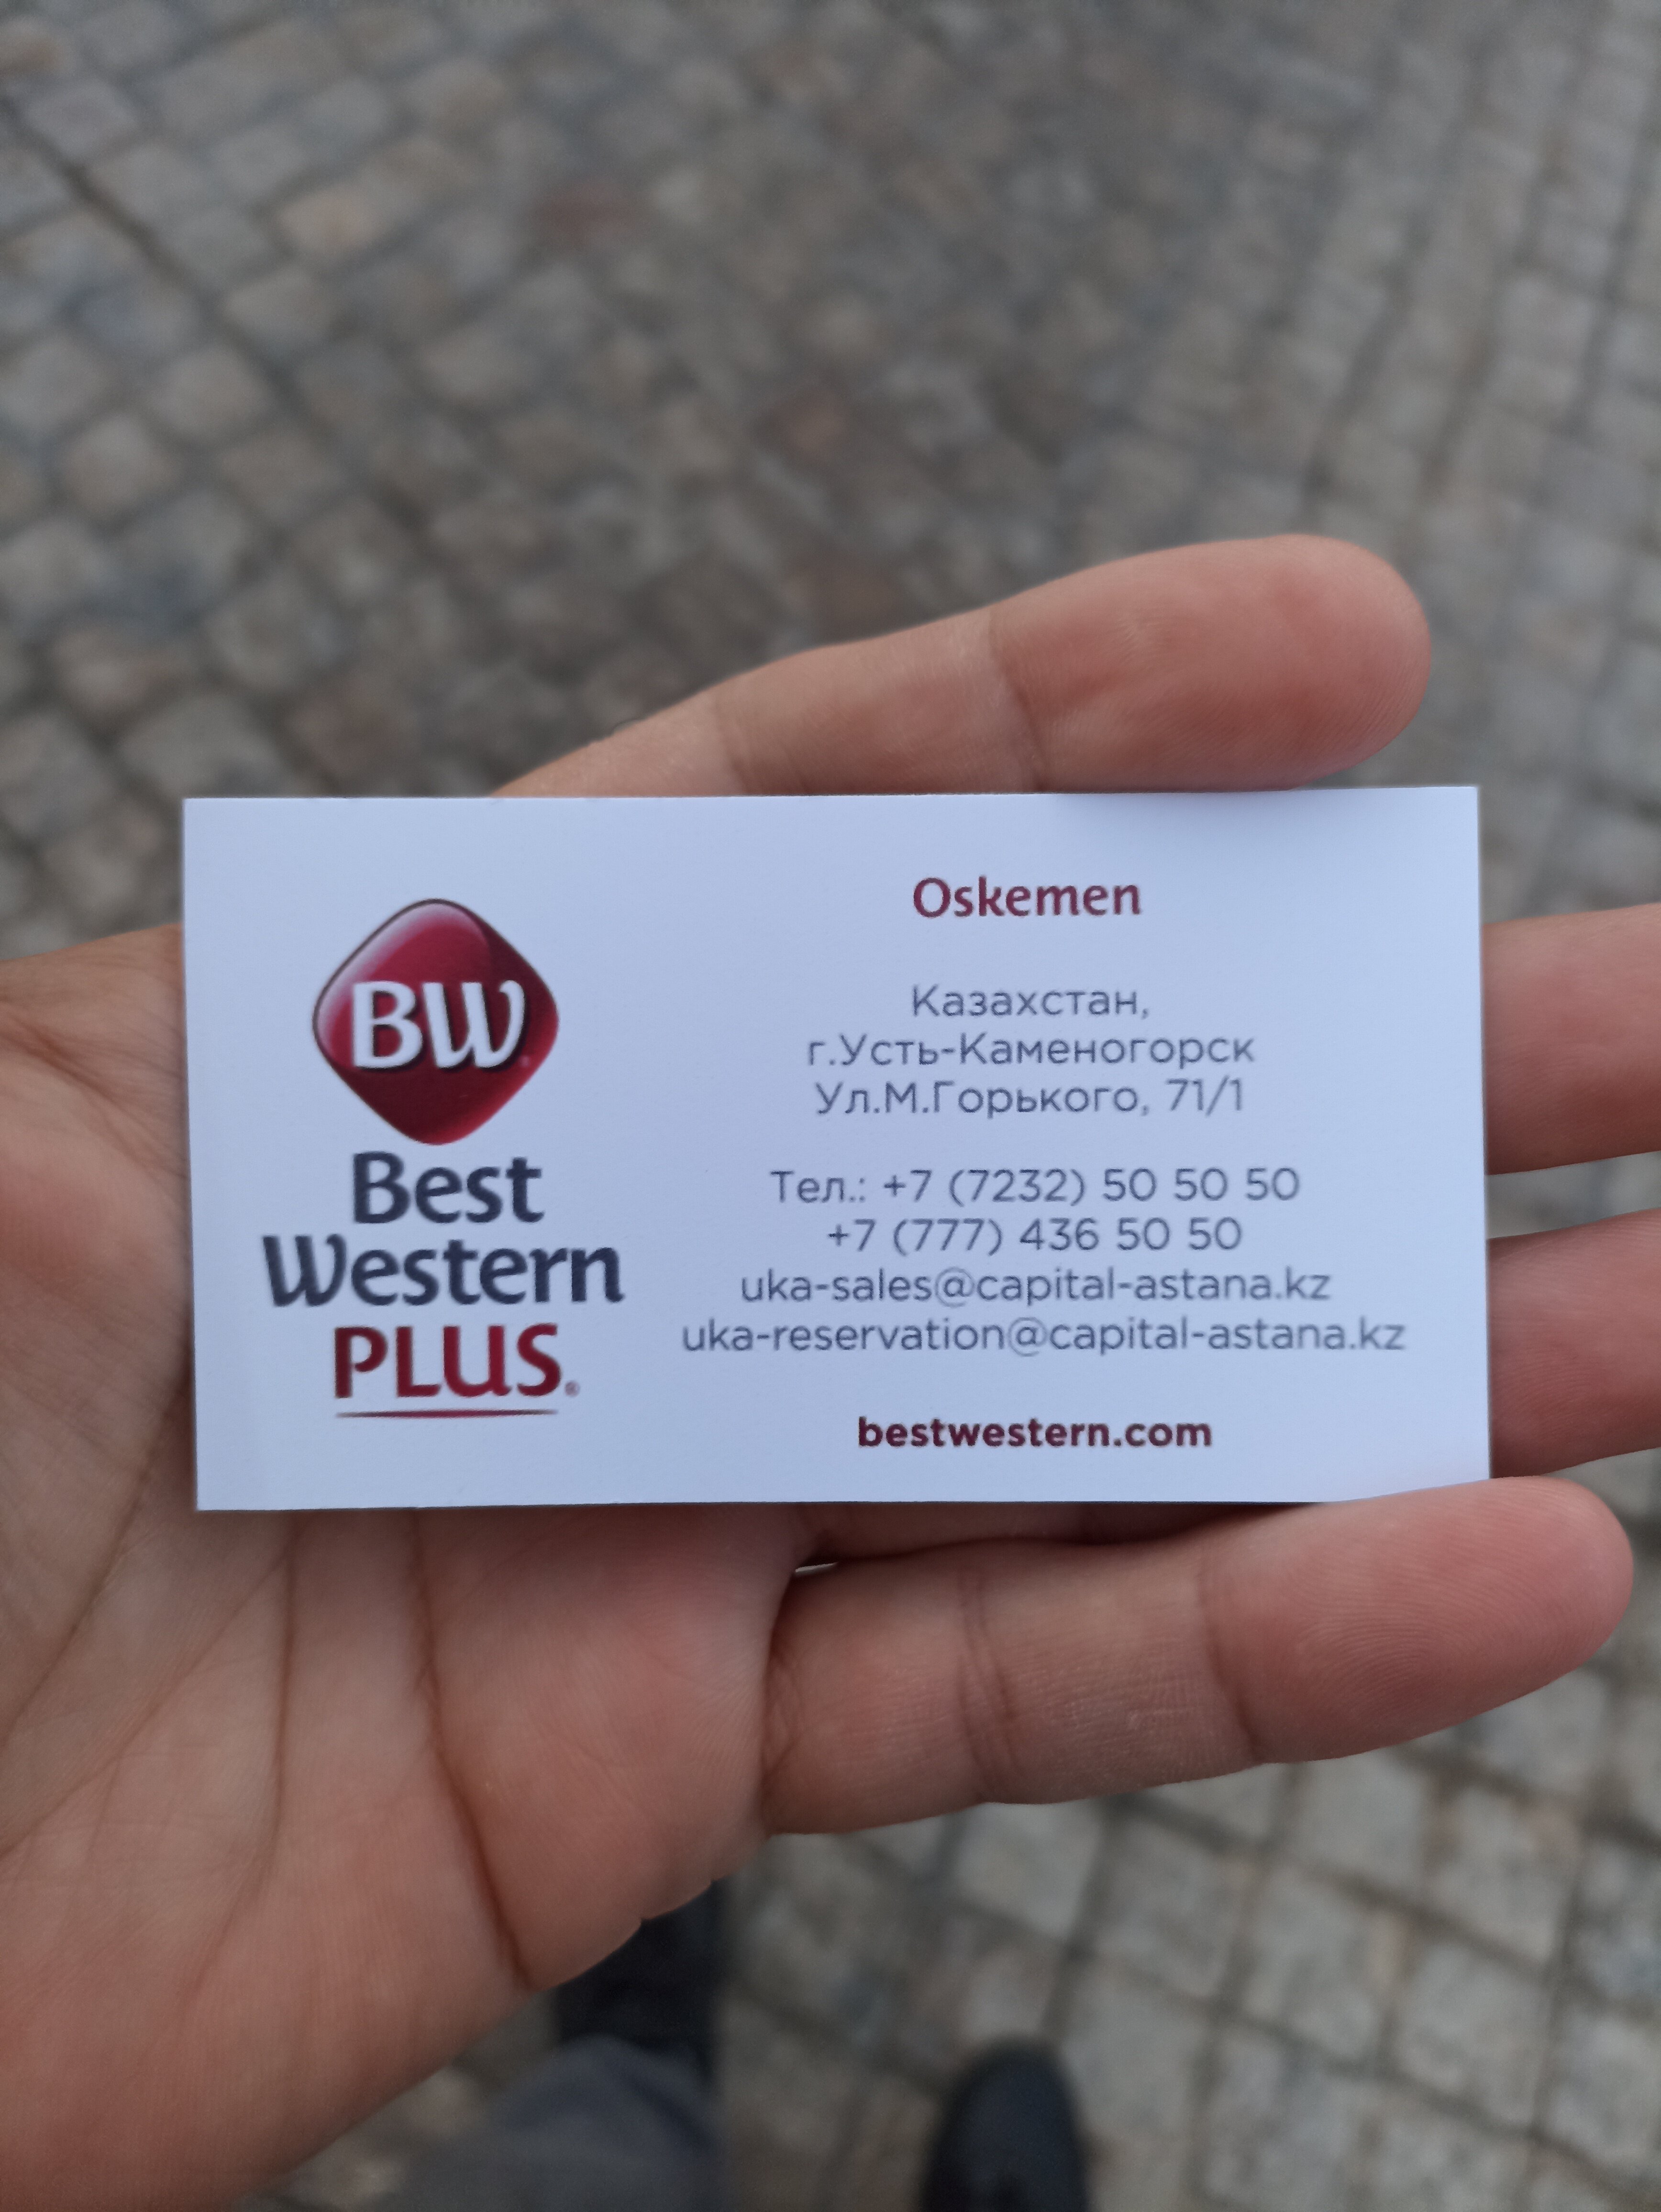 BW
Best
Western
PLUS®
Oskemen
Казахстан,
г.Усть-Каменогорск
Ул.М.Горького, 71/1
Тел.: +7 (7232) 50 50 50
+7 (777) 436 50 50
uka-sales@capital-astana.kz
uka-reservation@capital-astana.kz
bestwestern.com